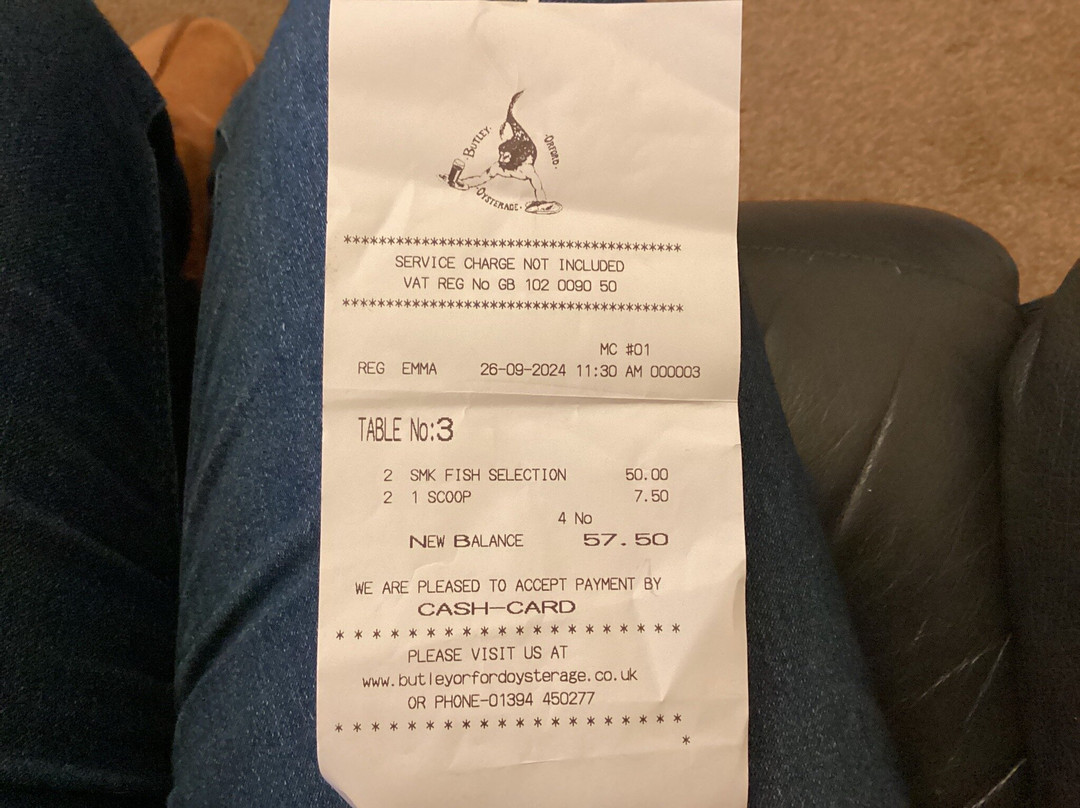 ·BUTLEY·
·ORFORD·
·OYSTERAGE·
***************************************
SERVICE CHARGE NOT INCLUDED
VAT REG No GB 102 0090 50
***************************************
MC #01
REG EMMA 26-09-2024 11:30 AM 000003
TABLE No:3
2 SMK FISH SELECTION 50.00
2 1 SCOOP 7.50
4 No
NEW BALANCE 57.50
WE ARE PLEASED TO ACCEPT PAYMENT BY
CASH-CARD
* * * * * * * * * * * * * * * * * * *
PLEASE VISIT US AT
www.butleyorfordoysterage.co.uk
OR PHONE-01394 450277
* * * * * * * * * * * * * * * * * * *
*